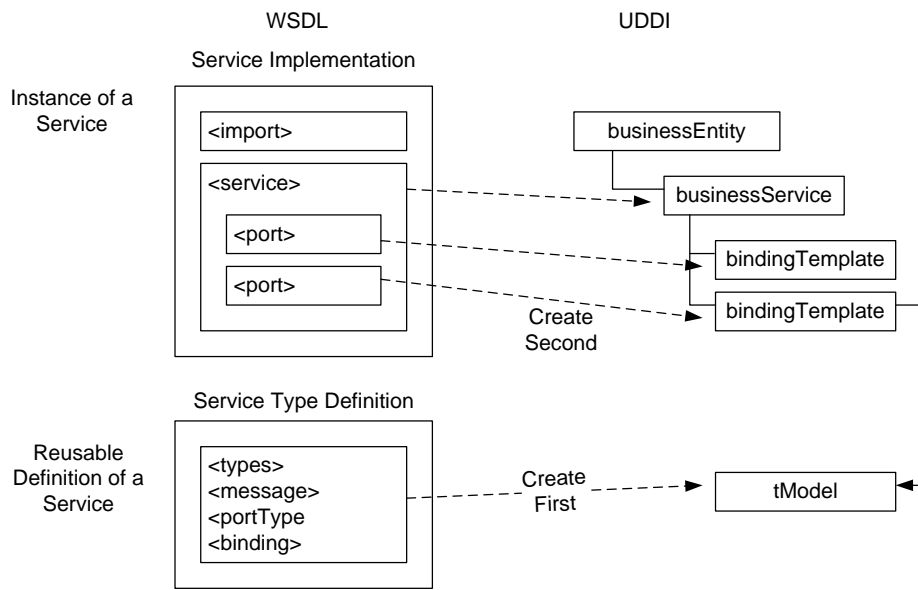 WSDL
UDDI
Service Implementation
Instance of a
Service
<import>
businessEntity
<service>
businessService
<port>
bindingTemplate
<port>
bindingTemplate
Create
Second
Service Type Definition
Reusable
Definition of a
Service
<types>
<message>
<portType
<binding>
Create
First
tModel